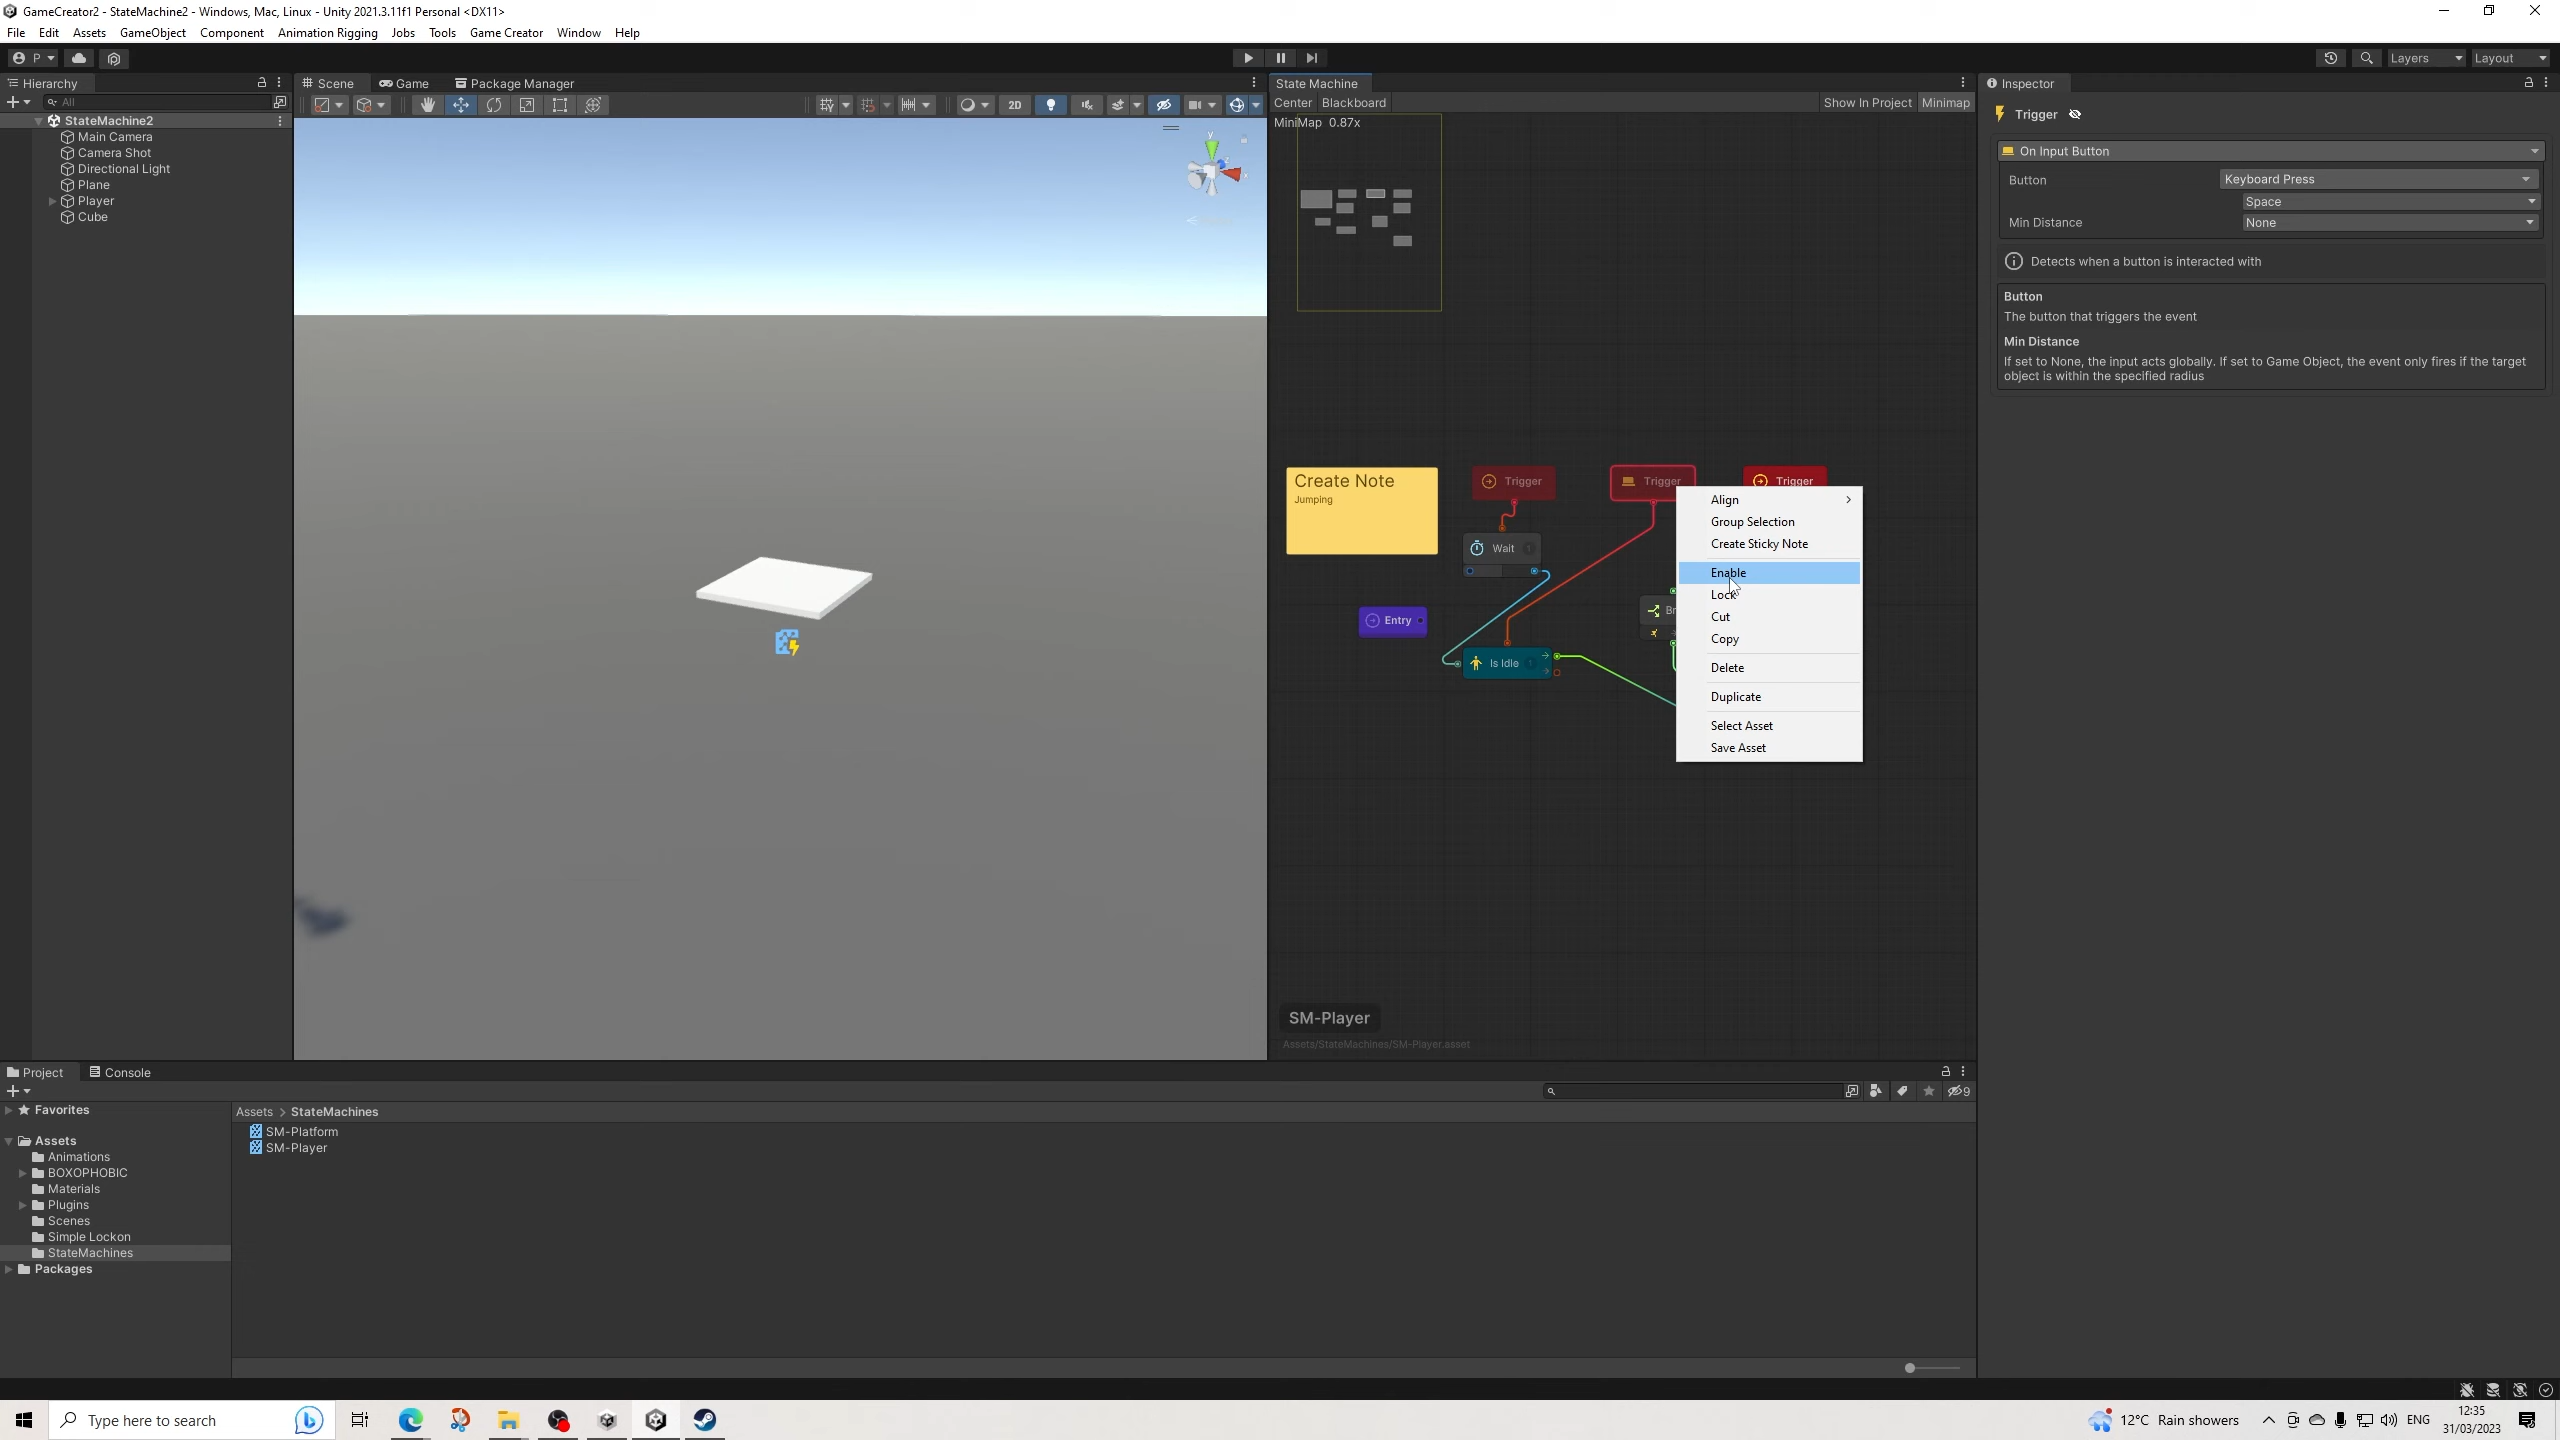 GameCreator2 - StateMachine2 - Windows, Mac, Linux - Unity 2021.3.11f1 Personal <DX11>
File Edit Assets GameObject Component Animation Rigging Jobs Tools Game Creator Window Help
P Layers Layout
Hierarchy
All
StateMachine2
Main Camera
Camera Shot
Directional Light
Plane
Player
Cube
Scene Game Package Manager
2D
y
State Machine
Center Blackboard Show In Project Minimap
MiniMap 0.87x
Create Note
Jumping
Trigger
Trigger
Trigger
Wait 1
Entry
Is Idle 1
Br
Align
Group Selection
Create Sticky Note
Enable
Lock
Cut
Copy
Delete
Duplicate
Select Asset
Save Asset
SM-Player
Assets/StateMachines/SM-Player.asset
Inspector
Trigger
On Input Button
Button Keyboard Press
Space
Min Distance None
Detects when a button is interacted with
Button
The button that triggers the event
Min Distance
If set to None, the input acts globally. If set to Game Object, the event only fires if the target
object is within the specified radius
Project Console
9
Favorites
Assets
Animations
BOXOPHOBIC
Materials
Plugins
Scenes
Simple Lockon
StateMachines
Packages
Assets > StateMachines
SM-Platform
SM-Player
Type here to search
12°C Rain showers
ENG
12:35
31/03/2023